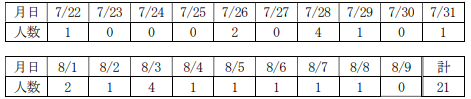 月日 7/22 7/23 7/24 7/25 7/26 7/27 7/28 7/29 7/30 7/31
人数 1 0 0 0 2 0 4 1 0 1
月日 8/1 8/2 8/3 8/4 8/5 8/6 8/7 8/8 8/9 計
人数 2 1 4 1 1 1 1 1 0 21